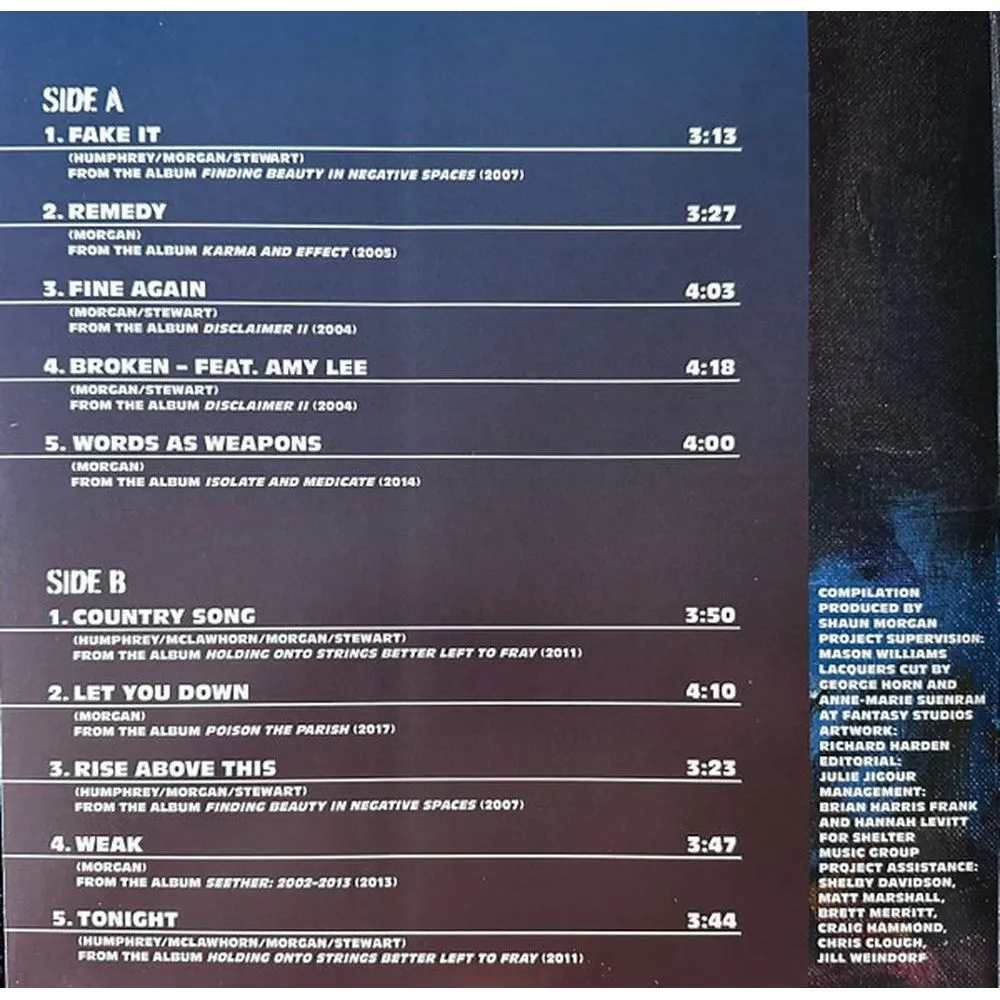 SIDE A
1. FAKE IT 3:13
(HUMPHREY/MORGAN/STEWART)
FROM THE ALBUM FINDING BEAUTY IN NEGATIVE SPACES (2007)
2. REMEDY 3:27
(MORGAN)
FROM THE ALBUM KARMA AND EFFECT (2005)
3. FINE AGAIN 4:03
(MORGAN/STEWART)
FROM THE ALBUM DISCLAIMER II (2004)
4. BROKEN – FEAT. AMY LEE 4:18
(MORGAN/STEWART)
FROM THE ALBUM DISCLAIMER II (2004)
5. WORDS AS WEAPONS 4:00
(MORGAN)
FROM THE ALBUM ISOLATE AND MEDICATE (2014)
SIDE B
1. COUNTRY SONG 3:50
(HUMPHREY/MCLAWHORN/MORGAN/STEWART)
FROM THE ALBUM HOLDING ONTO STRINGS BETTER LEFT TO FRAY (2011)
2. LET YOU DOWN 4:10
(MORGAN)
FROM THE ALBUM POISON THE PARISH (2017)
3. RISE ABOVE THIS 3:23
(HUMPHREY/MORGAN/STEWART)
FROM THE ALBUM FINDING BEAUTY IN NEGATIVE SPACES (2007)
4. WEAK 3:47
(MORGAN)
FROM THE ALBUM SEETHER: 2002-2013 (2013)
5. TONIGHT 3:44
(HUMPHREY/MCLAWHORN/MORGAN/STEWART)
FROM THE ALBUM HOLDING ONTO STRINGS BETTER LEFT TO FRAY (2011)
COMPILATION
PRODUCED BY
SHAUN MORGAN
PROJECT SUPERVISION:
MASON WILLIAMS
LACQUERS CUT BY
GEORGE HORN AND
ANNE-MARIE SUENRAM
AT FANTASY STUDIOS
ARTWORK:
RICHARD HARDEN
EDITORIAL:
JULIE JIGOUR
MANAGEMENT:
BRIAN HARRIS FRANK
AND HANNAH LEVITT
FOR SHELTER
MUSIC GROUP
PROJECT ASSISTANCE:
SHELBY DAVIDSON,
MATT MARSHALL,
BRETT MERRITT,
CRAIG HAMMOND,
CHRIS CLOUGH,
JILL WEINDORF